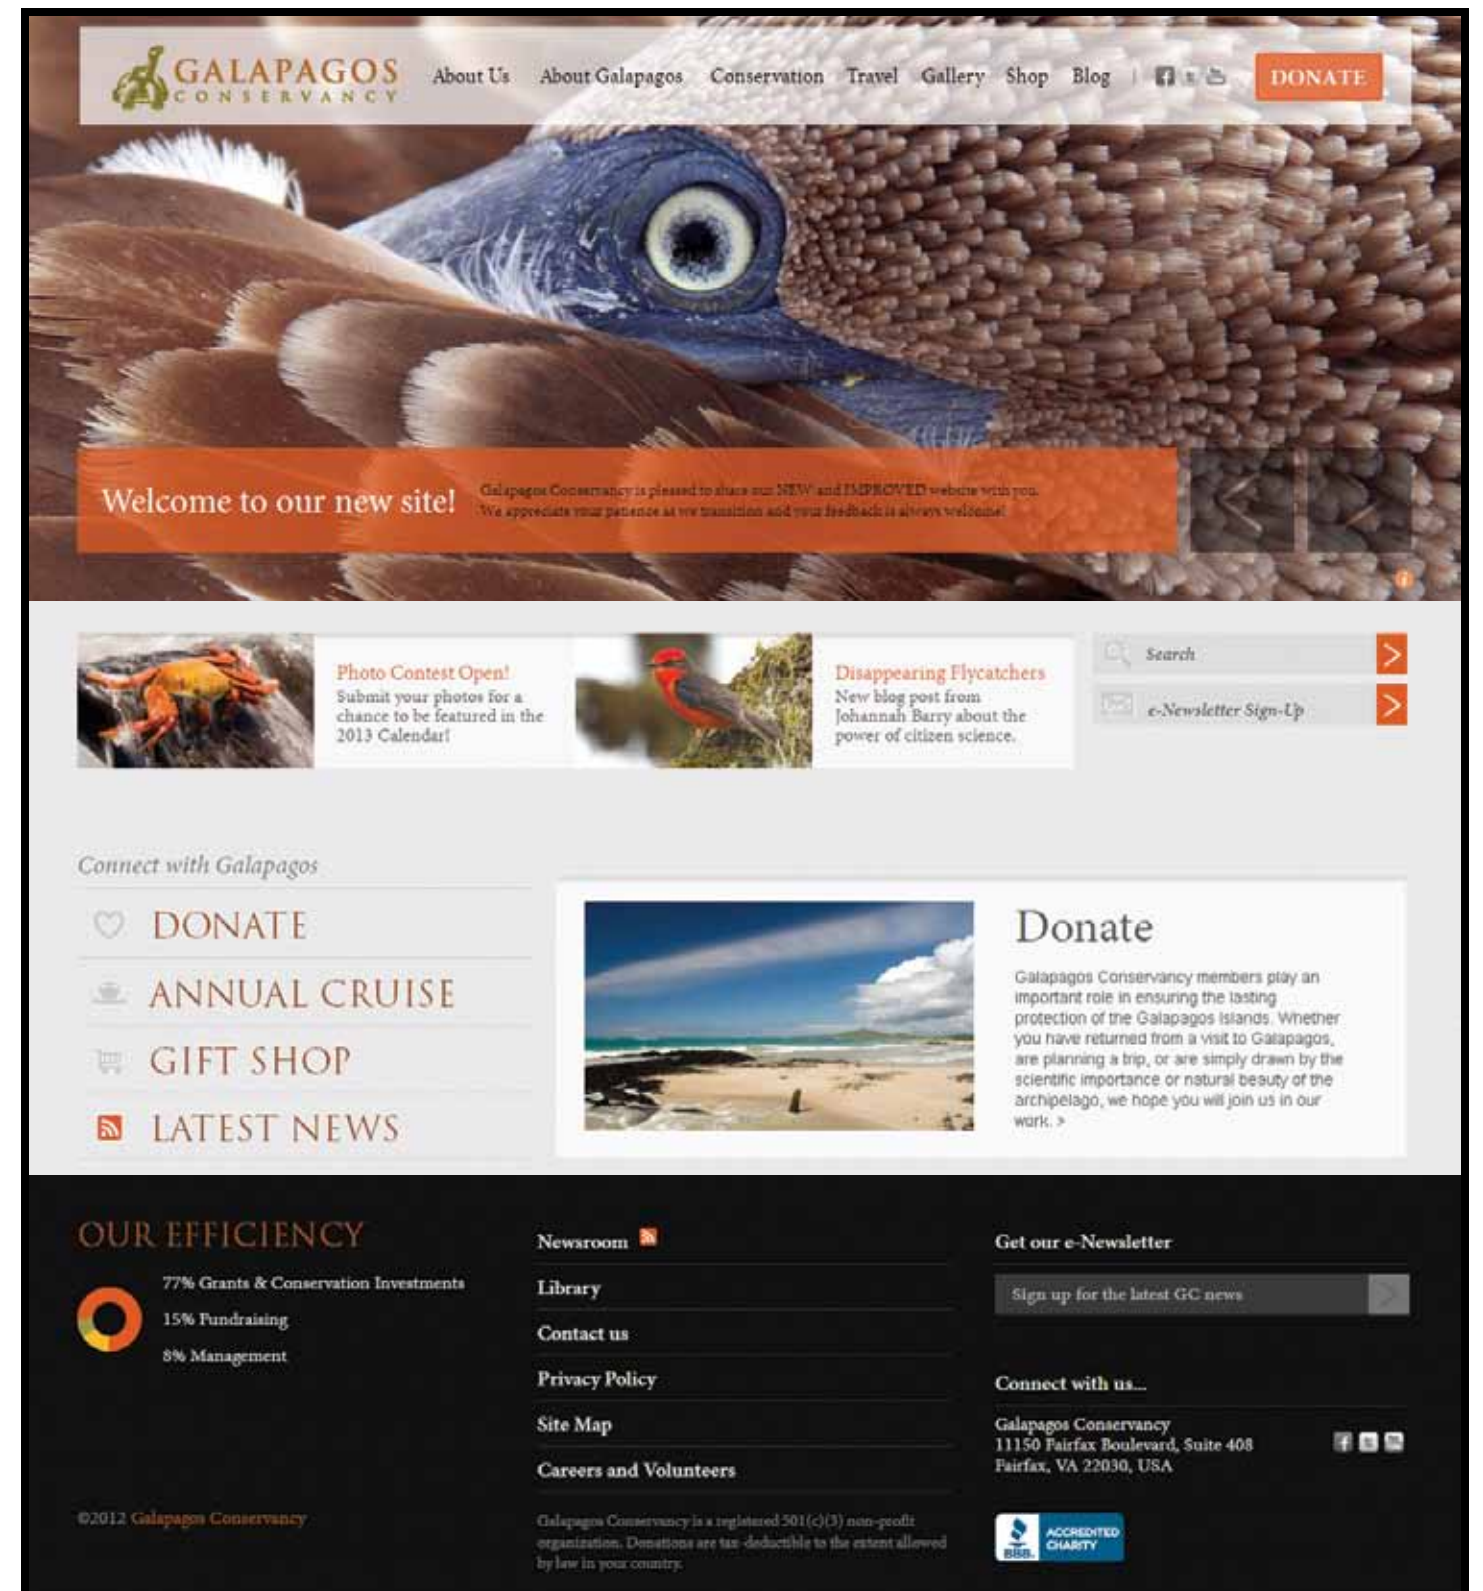 GALAPAGOS
CONSERVANCY
About Us About Galapagos Conservation Travel Gallery Shop Blog | DONATE
Welcome to our new site!
Galapagos Conservancy is pleased to share our NEW and IMPROVED website with you.
We appreciate your patience as we transition and your feedback is always welcome!
Photo Contest Open!
Submit your photos for a
chance to be featured in the
2013 Calendar!
Disappearing Flycatchers
New blog post from
Johannah Barry about the
power of citizen science.
Search
e-Newsletter Sign-Up
Connect with Galapagos
DONATE
ANNUAL CRUISE
GIFT SHOP
LATEST NEWS
Donate
Galapagos Conservancy members play an
important role in ensuring the lasting
protection of the Galapagos Islands. Whether
you have returned from a visit to Galapagos,
are planning a trip, or are simply drawn by the
scientific importance or natural beauty of the
archipelago, we hope you will join us in our
work. >
OUR EFFICIENCY
77% Grants & Conservation Investments
15% Fundraising
8% Management
©2012 Galapagos Conservancy
Newsroom
Library
Contact us
Privacy Policy
Site Map
Careers and Volunteers
Galapagos Conservancy is a registered 501(c)(3) non-profit
organization. Donations are tax-deductible to the extent allowed
by law in your country.
Get our e-Newsletter
Sign up for the latest GC news
Connect with us...
Galapagos Conservancy
11150 Fairfax Boulevard, Suite 408
Fairfax, VA 22030, USA
BBB.
ACCREDITED
CHARITY